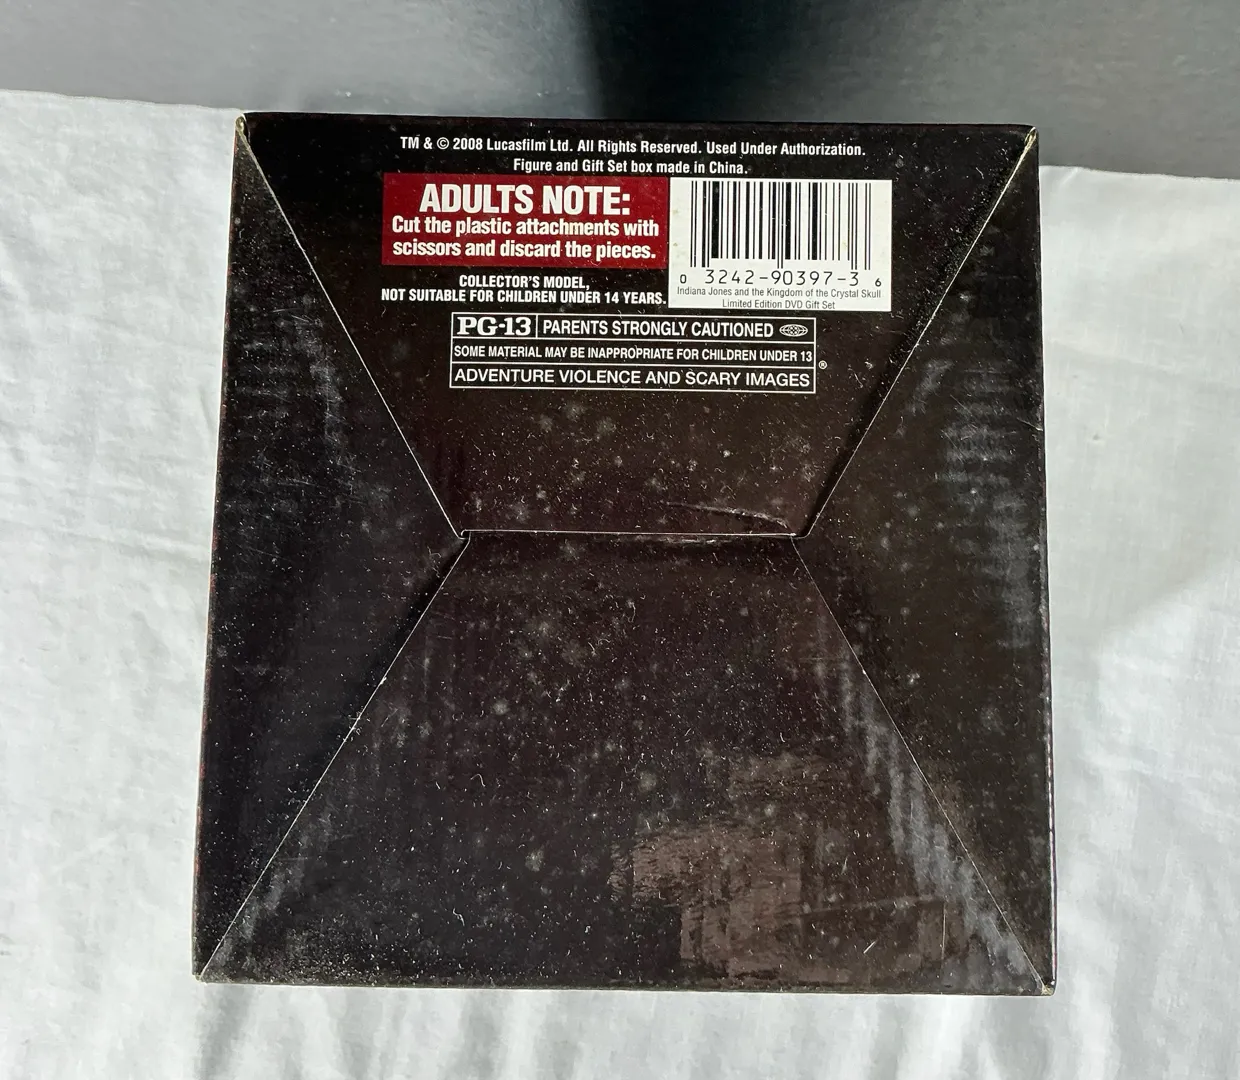 TM & © 2008 Lucasfilm Ltd. All Rights Reserved. Used Under Authorization.
Figure and Gift Set box made in China.
ADULTS NOTE:
Cut the plastic attachments with
scissors and discard the pieces.
COLLECTOR'S MODEL,
NOT SUITABLE FOR CHILDREN UNDER 14 YEARS.
0 3242-90397-3 6
Indiana Jones and the Kingdom of the Crystal Skull
Limited Edition DVD Gift Set
PG-13 PARENTS STRONGLY CAUTIONED
SOME MATERIAL MAY BE INAPPROPRIATE FOR CHILDREN UNDER 13
®
ADVENTURE VIOLENCE AND SCARY IMAGES